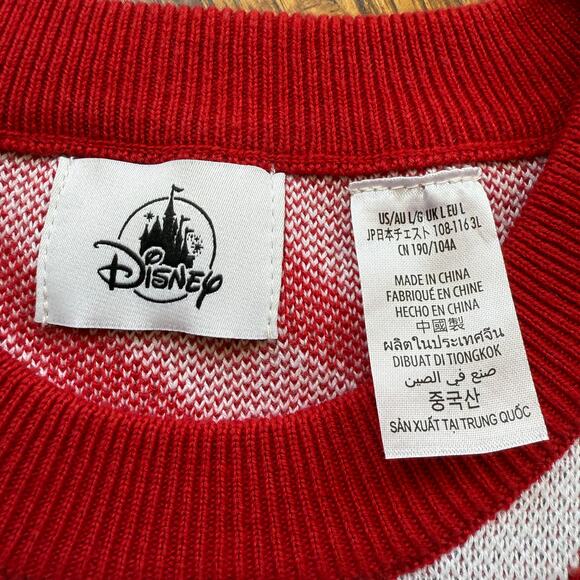 Disney
US/AU L/G UK L EU L
JP日本チェスト 108-116 3L
CN 190/104A
MADE IN CHINA
FABRIQUÉ EN CHINE
HECHO EN CHINA
中國製
ผลิตในประเทศจีน
DIBUAT DI TIONGKOK
صنع في الصين
중국산
SẢN XUẤT TẠI TRUNG QUỐC